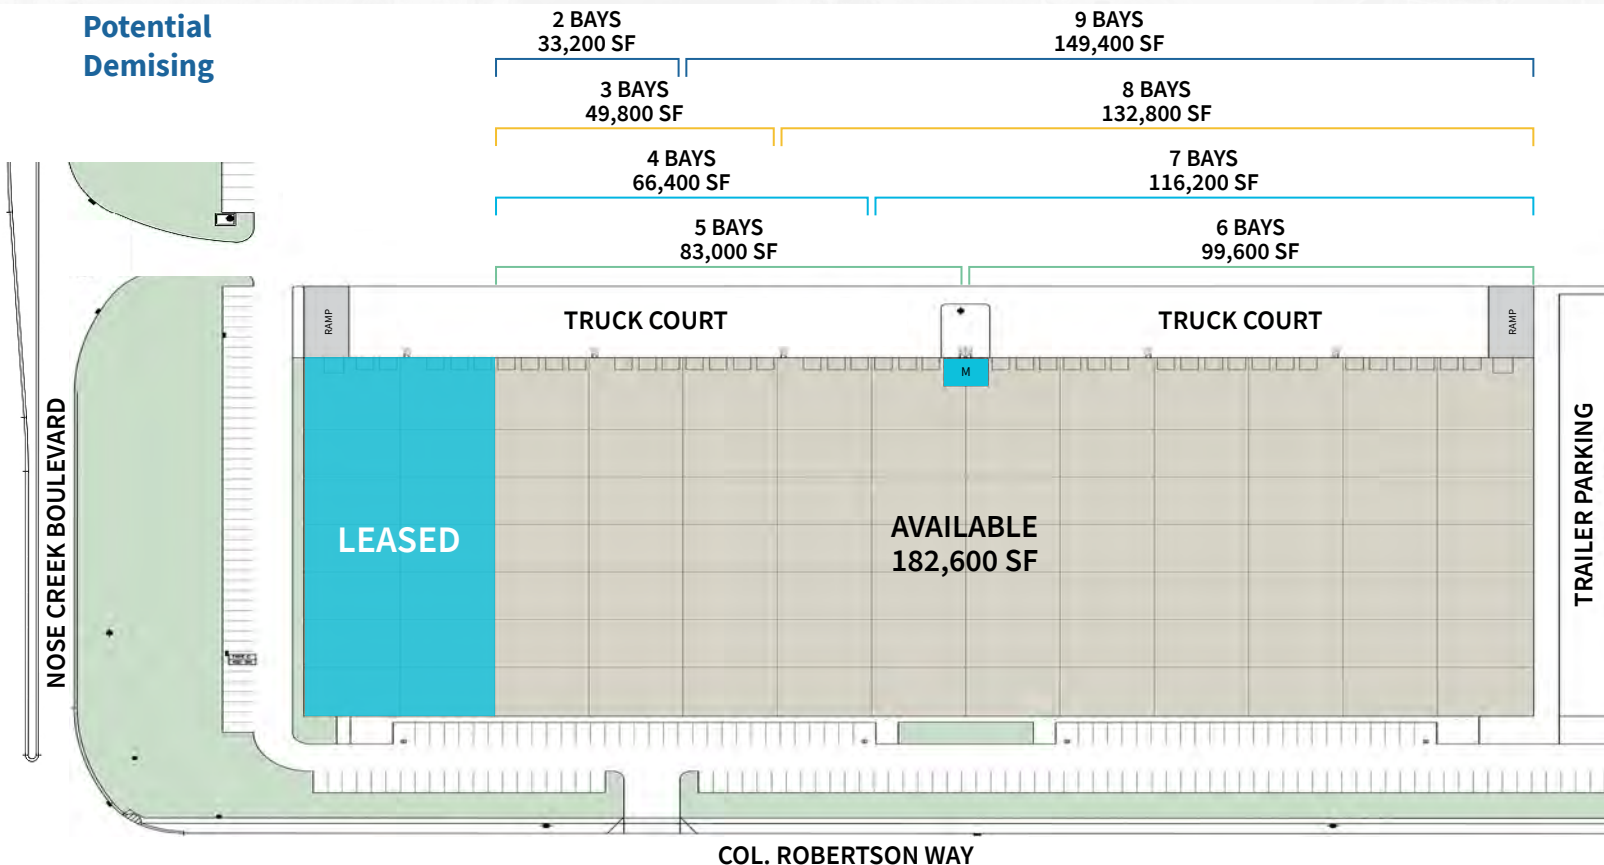 Potential
Demising
2 BAYS
33,200 SF
9 BAYS
149,400 SF
3 BAYS
49,800 SF
8 BAYS
132,800 SF
4 BAYS
66,400 SF
7 BAYS
116,200 SF
5 BAYS
83,000 SF
6 BAYS
99,600 SF
RAMP
TRUCK COURT
TRUCK COURT
RAMP
M
NOSE CREEK BOULEVARD
LEASED
AVAILABLE
182,600 SF
TRAILER PARKING
COL. ROBERTSON WAY